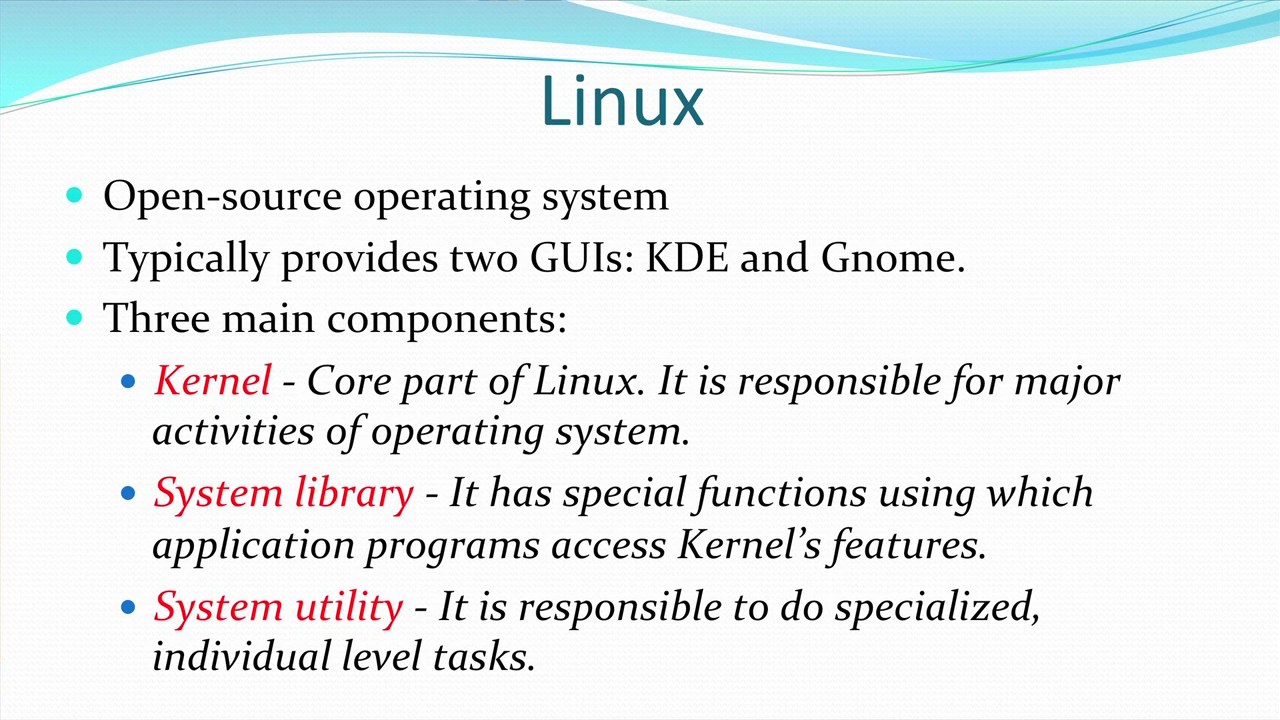 Linux
Open-source operating system
Typically provides two GUIs: KDE and Gnome.
Three main components:
Kernel - Core part of Linux. It is responsible for major
activities of operating system.
System library - It has special functions using which
application programs access Kernel’s features.
System utility - It is responsible to do specialized,
individual level tasks.